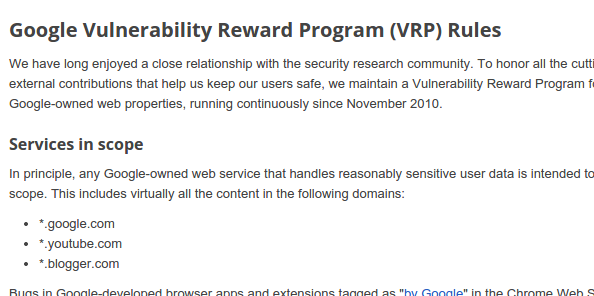 Google Vulnerability Reward Program (VRP) Rules
We have long enjoyed a close relationship with the security research community. To honor all the
external contributions that help us keep our users safe, we maintain a Vulnerability Reward Program
Google-owned web properties, running continuously since November 2010.
Services in scope
In principle, any Google-owned web service that handles reasonably sensitive user data is intended to
scope. This includes virtually all the content in the following domains:
• *.google.com
• *.youtube.com
• *.blogger.com
Bugs in Google-developed browser apps and extensions tagged as "by Google" in the Chrome Web